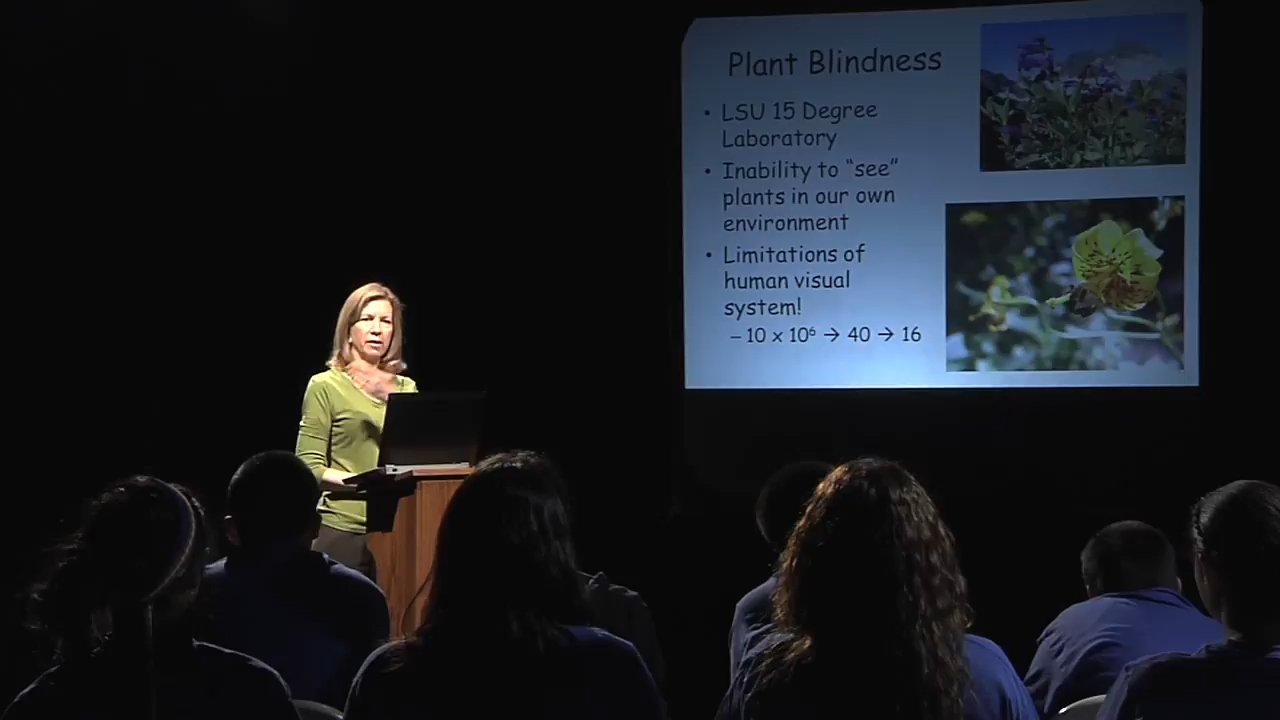 Plant Blindness
• LSU 15 Degree
Laboratory
• Inability to “see”
plants in our own
environment
• Limitations of
human visual
system!
– 10 x 10⁶ → 40 → 16